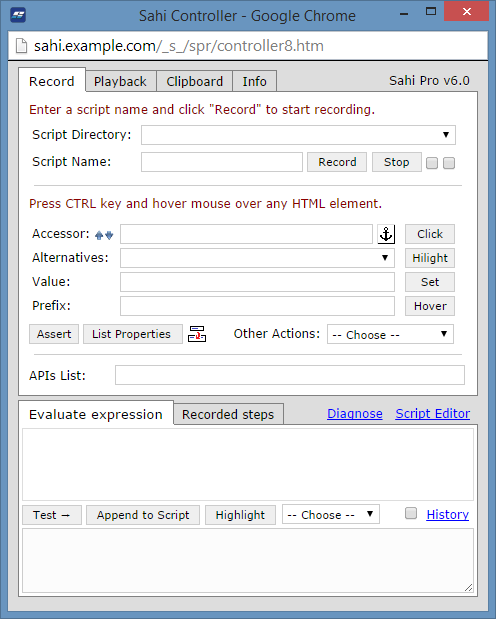 Sahi Controller - Google Chrome
sahi.example.com/_s_/spr/controller8.htm
Record Playback Clipboard Info Sahi Pro v6.0
Enter a script name and click "Record" to start recording.
Script Directory:
Script Name: Record Stop
Press CTRL key and hover mouse over any HTML element.
Accessor: Click
Alternatives: Hilight
Value: Set
Prefix: Hover
Assert List Properties Other Actions: -- Choose --
APIs List:
Evaluate expression Recorded steps Diagnose Script Editor
Test → Append to Script Highlight -- Choose -- History